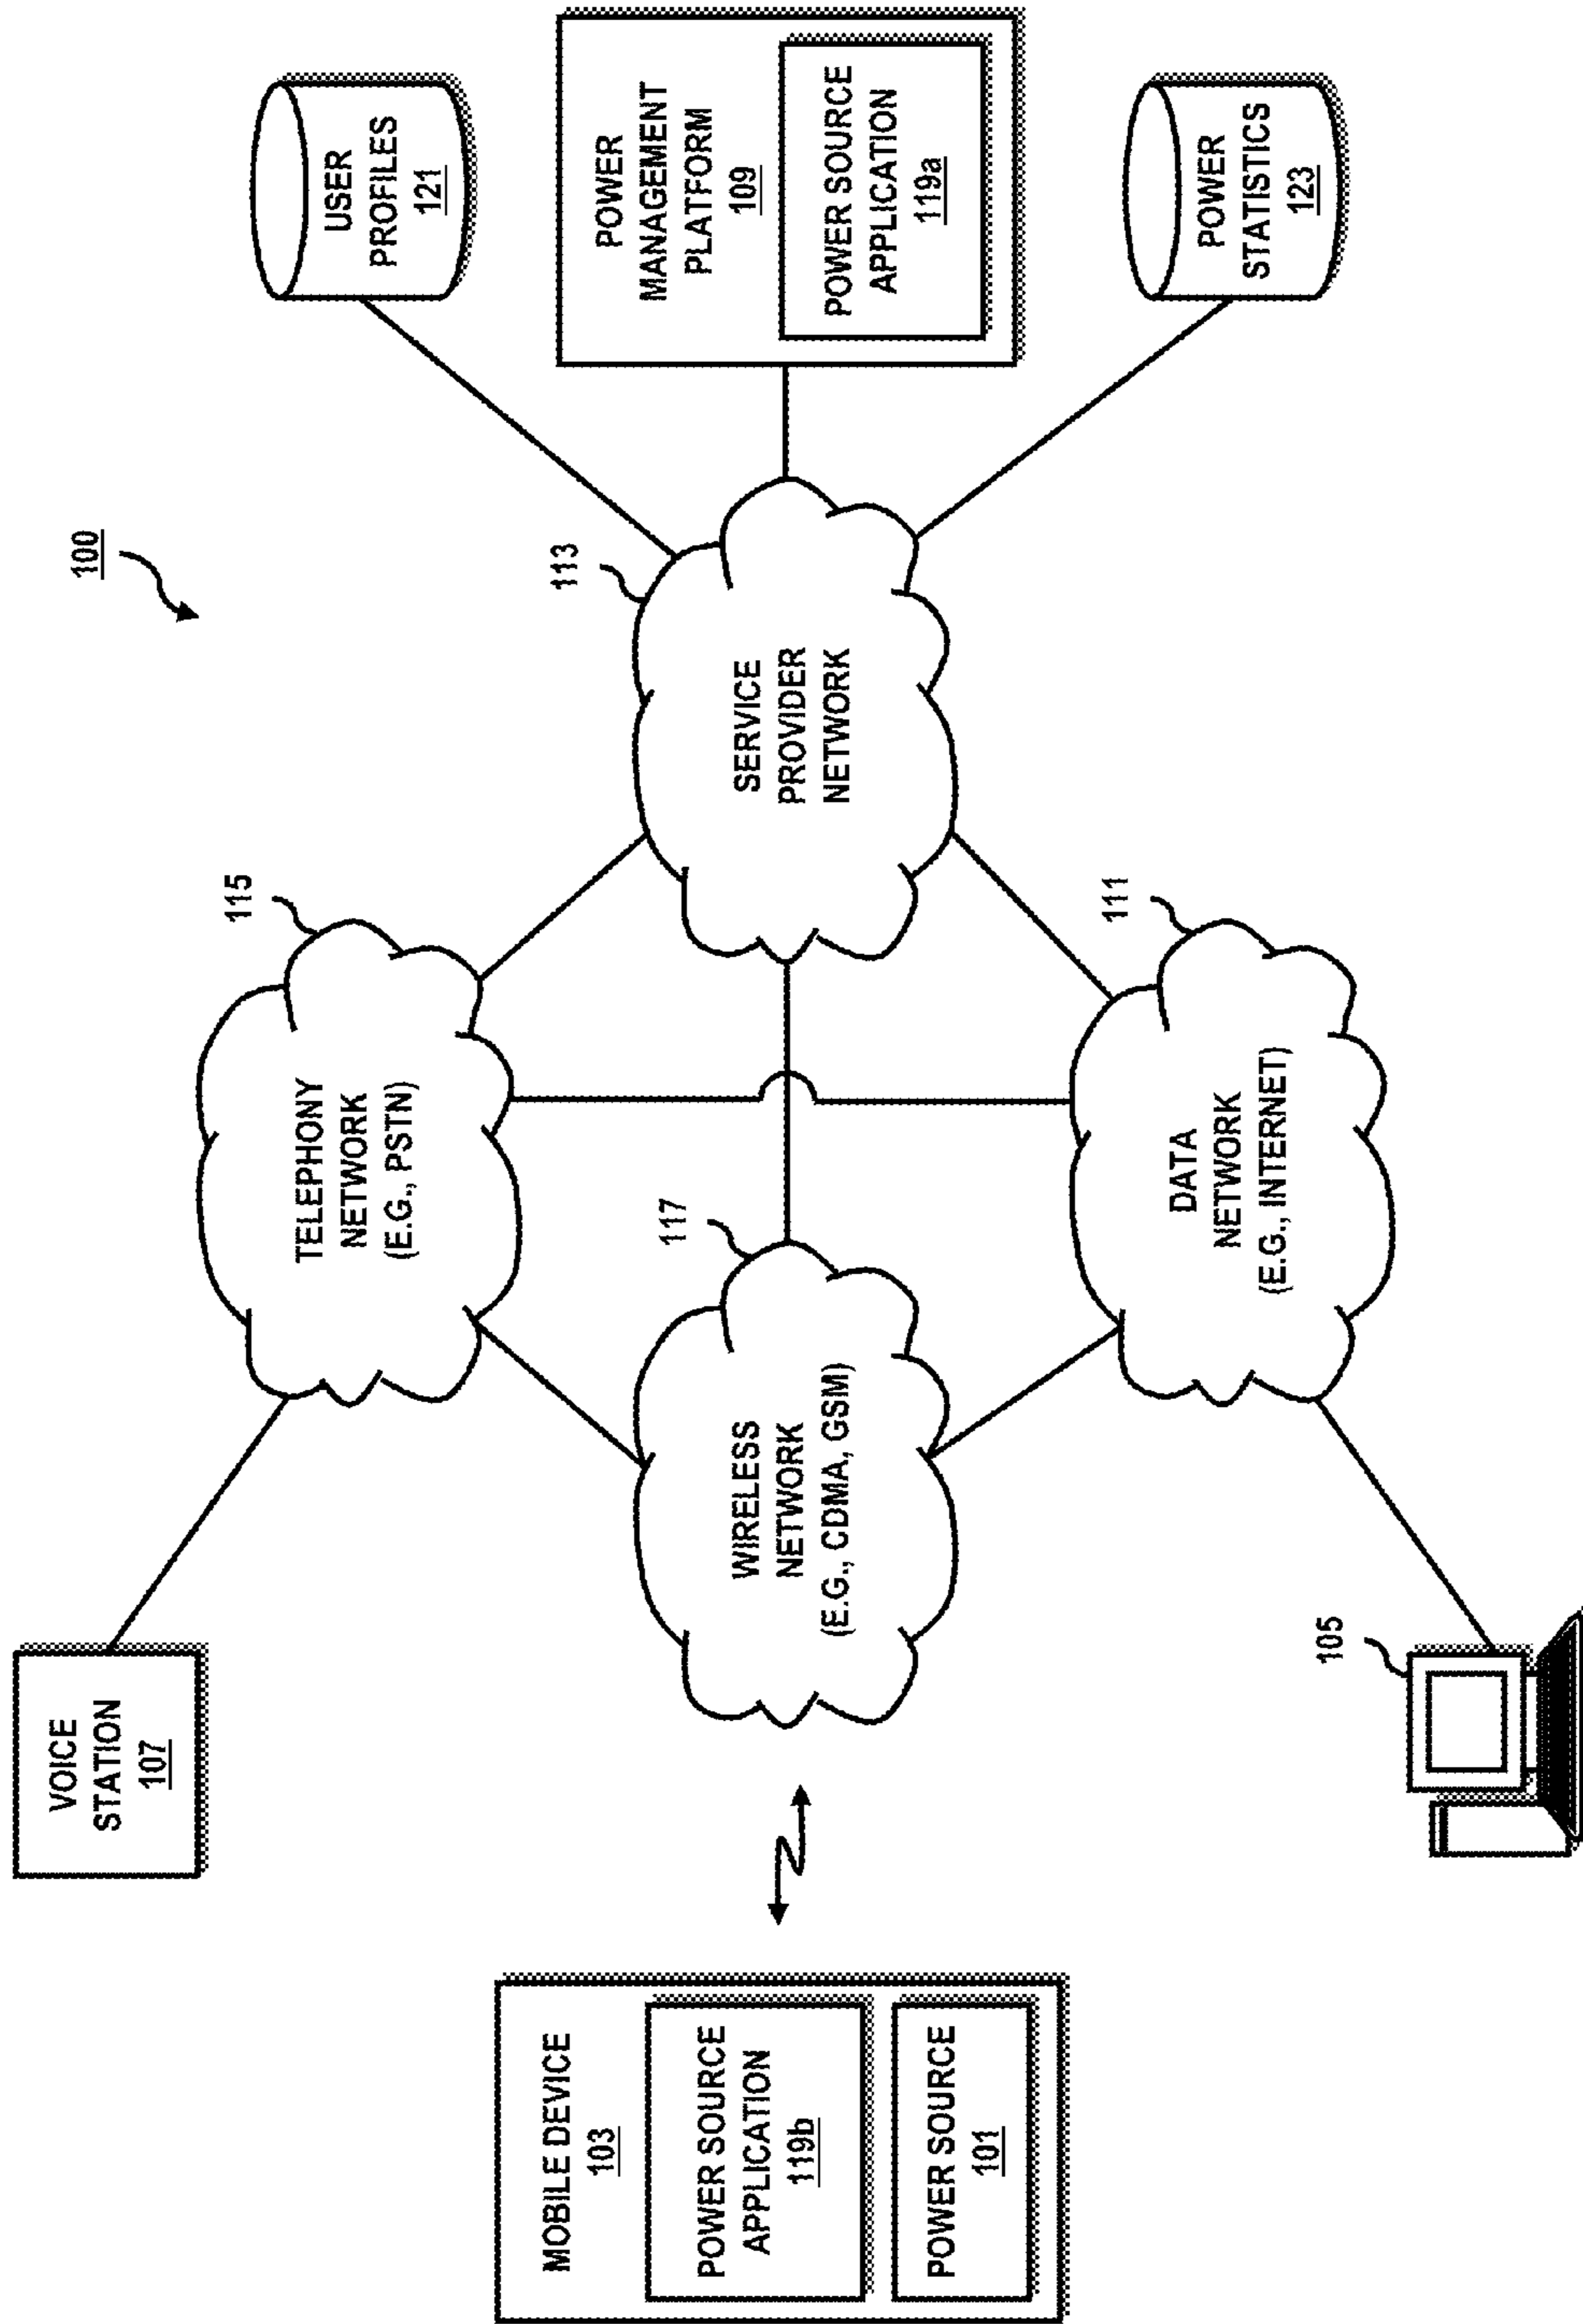 100
VOICE
STATION
107
115
TELEPHONY
NETWORK
(E.G., PSTN)
USER
PROFILES
121
MOBILE DEVICE
103
POWER SOURCE
APPLICATION
119b
POWER SOURCE
101
117
WIRELESS
NETWORK
(E.G., CDMA, GSM)
113
SERVICE
PROVIDER
NETWORK
POWER
MANAGEMENT
PLATFORM
109
POWER SOURCE
APPLICATION
119a
105
111
DATA
NETWORK
(E.G., INTERNET)
POWER
STATISTICS
123